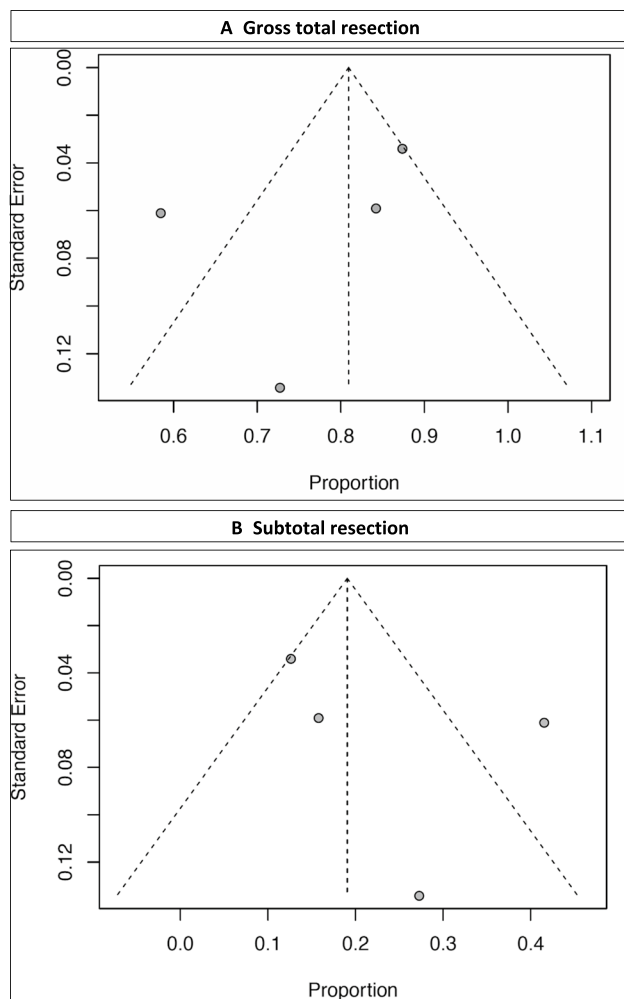 A Gross total resection
Standard Error
0.00
0.04
0.08
0.12
0.6 0.7 0.8 0.9 1.0 1.1
Proportion
B Subtotal resection
Standard Error
0.00
0.04
0.08
0.12
0.0 0.1 0.2 0.3 0.4
Proportion